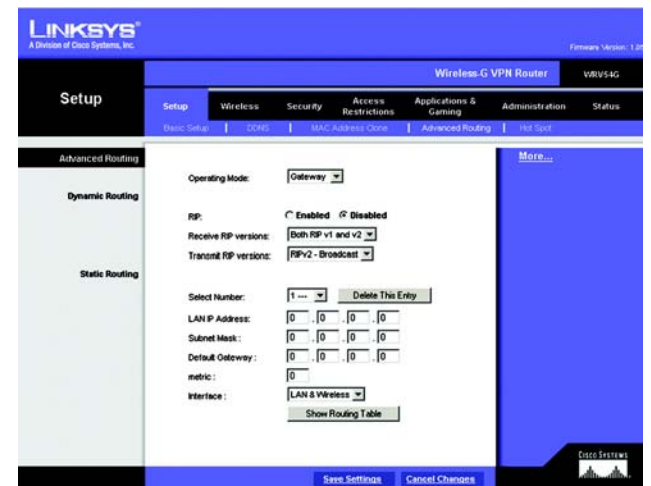 LINKSYS®
A Division of Cisco Systems, Inc.
Firmware Version: 1.05
Wireless-G VPN Router WRV54G
Setup
Setup Wireless Security Access Restrictions Applications & Gaming Administration Status
Basic Setup | DDNS | MAC Address Clone | Advanced Routing | Hot Spot
Advanced Routing
More...
Operating Mode: Gateway
Dynamic Routing
RIP: Enabled Disabled
Receive RIP versions: Both RIP v1 and v2
Transmit RIP versions: RIPv2 - Broadcast
Static Routing
Select Number: 1 --- Delete This Entry
LAN IP Address: 0 . 0 . 0 . 0
Subnet Mask : 0 . 0 . 0 . 0
Default Gateway : 0 . 0 . 0 . 0
metric : 0
Interface : LAN & Wireless
Show Routing Table
Save Settings Cancel Changes
CISCO SYSTEMS